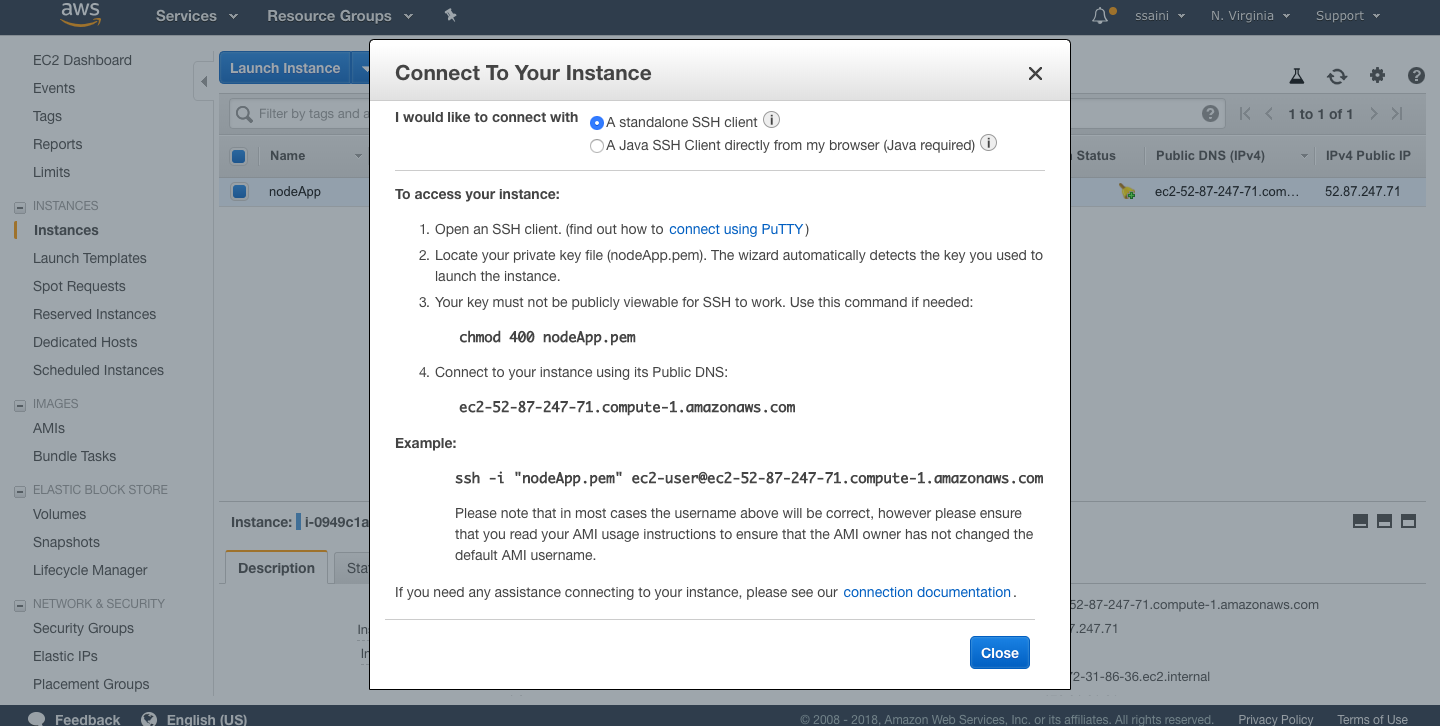 aws
Services
Resource Groups
ssaini
N. Virginia
Support
EC2 Dashboard
Events
Tags
Reports
Limits
INSTANCES
Instances
Launch Templates
Spot Requests
Reserved Instances
Dedicated Hosts
Scheduled Instances
IMAGES
AMIs
Bundle Tasks
ELASTIC BLOCK STORE
Volumes
Snapshots
Lifecycle Manager
NETWORK & SECURITY
Security Groups
Elastic IPs
Placement Groups
Launch Instance
Filter by tags and a
1 to 1 of 1
Name
Status
Public DNS (IPv4)
IPv4 Public IP
nodeApp
ec2-52-87-247-71.com...
52.87.247.71
Connect To Your Instance
I would like to connect with
A standalone SSH client
A Java SSH Client directly from my browser (Java required)
To access your instance:
1. Open an SSH client. (find out how to connect using PuTTY)
2. Locate your private key file (nodeApp.pem). The wizard automatically detects the key you used to
launch the instance.
3. Your key must not be publicly viewable for SSH to work. Use this command if needed:
chmod 400 nodeApp.pem
4. Connect to your instance using its Public DNS:
ec2-52-87-247-71.compute-1.amazonaws.com
Example:
ssh -i "nodeApp.pem" ec2-user@ec2-52-87-247-71.compute-1.amazonaws.com
Please note that in most cases the username above will be correct, however please ensure
that you read your AMI usage instructions to ensure that the AMI owner has not changed the
default AMI username.
If you need any assistance connecting to your instance, please see our connection documentation.
Close
Instance: i-0949c1a
Description
Sta
52-87-247-71.compute-1.amazonaws.com
7.247.71
72-31-86-36.ec2.internal
Feedback
English (US)
© 2008 - 2018, Amazon Web Services, Inc. or its affiliates. All rights reserved.
Privacy Policy
Terms of Use